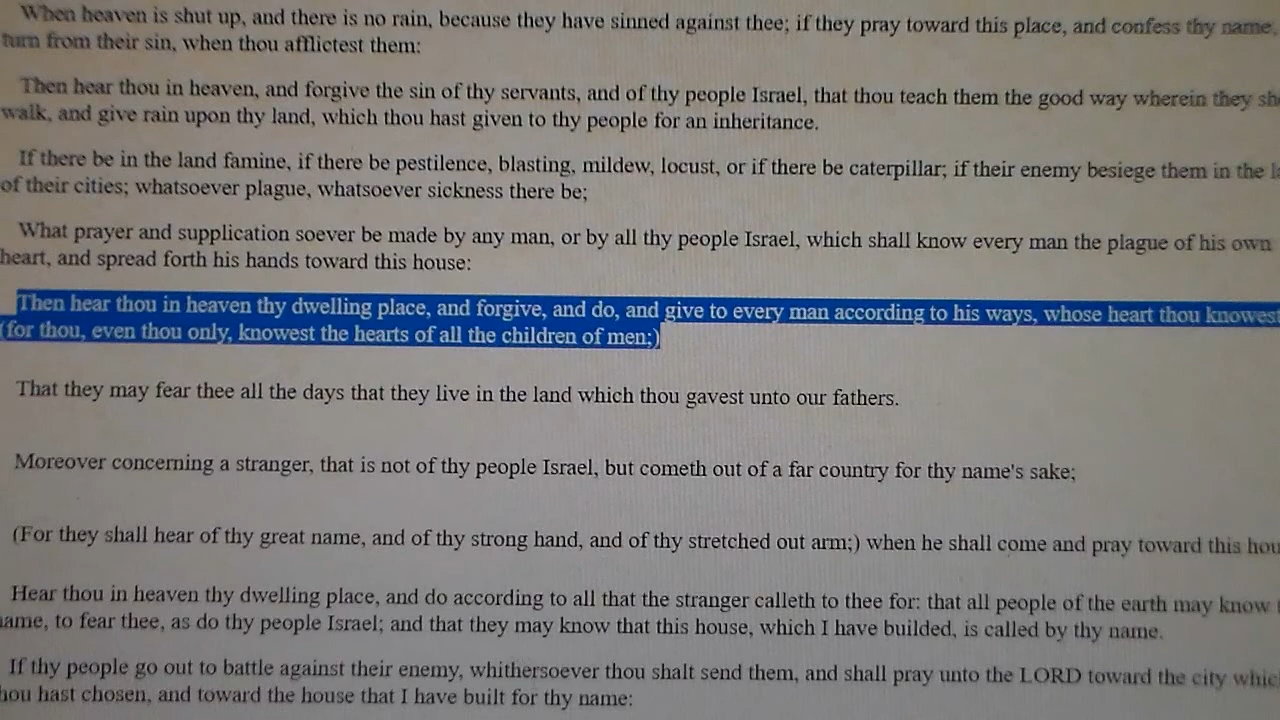 When heaven is shut up, and there is no rain, because they have sinned against thee; if they pray toward this place, and confess thy name,
turn from their sin, when thou afflictest them:
Then hear thou in heaven, and forgive the sin of thy servants, and of thy people Israel, that thou teach them the good way wherein they
walk, and give rain upon thy land, which thou hast given to thy people for an inheritance.
If there be in the land famine, if there be pestilence, blasting, mildew, locust, or if there be caterpillar; if their enemy besiege them in the
of their cities; whatsoever plague, whatsoever sickness there be;
What prayer and supplication soever be made by any man, or by all thy people Israel, which shall know every man the plague of his own
heart, and spread forth his hands toward this house:
Then hear thou in heaven thy dwelling place, and forgive, and do, and give to every man according to his ways, whose heart thou knowest
(for thou, even thou only, knowest the hearts of all the children of men;)
That they may fear thee all the days that they live in the land which thou gavest unto our fathers.
Moreover concerning a stranger, that is not of thy people Israel, but cometh out of a far country for thy name's sake;
(For they shall hear of thy great name, and of thy strong hand, and of thy stretched out arm;) when he shall come and pray toward this
Hear thou in heaven thy dwelling place, and do according to all that the stranger calleth to thee for: that all people of the earth may know
name, to fear thee, as do thy people Israel; and that they may know that this house, which I have builded, is called by thy name.
If thy people go out to battle against their enemy, whithersoever thou shalt send them, and shall pray unto the LORD toward the city
hou hast chosen, and toward the house that I have built for thy name: